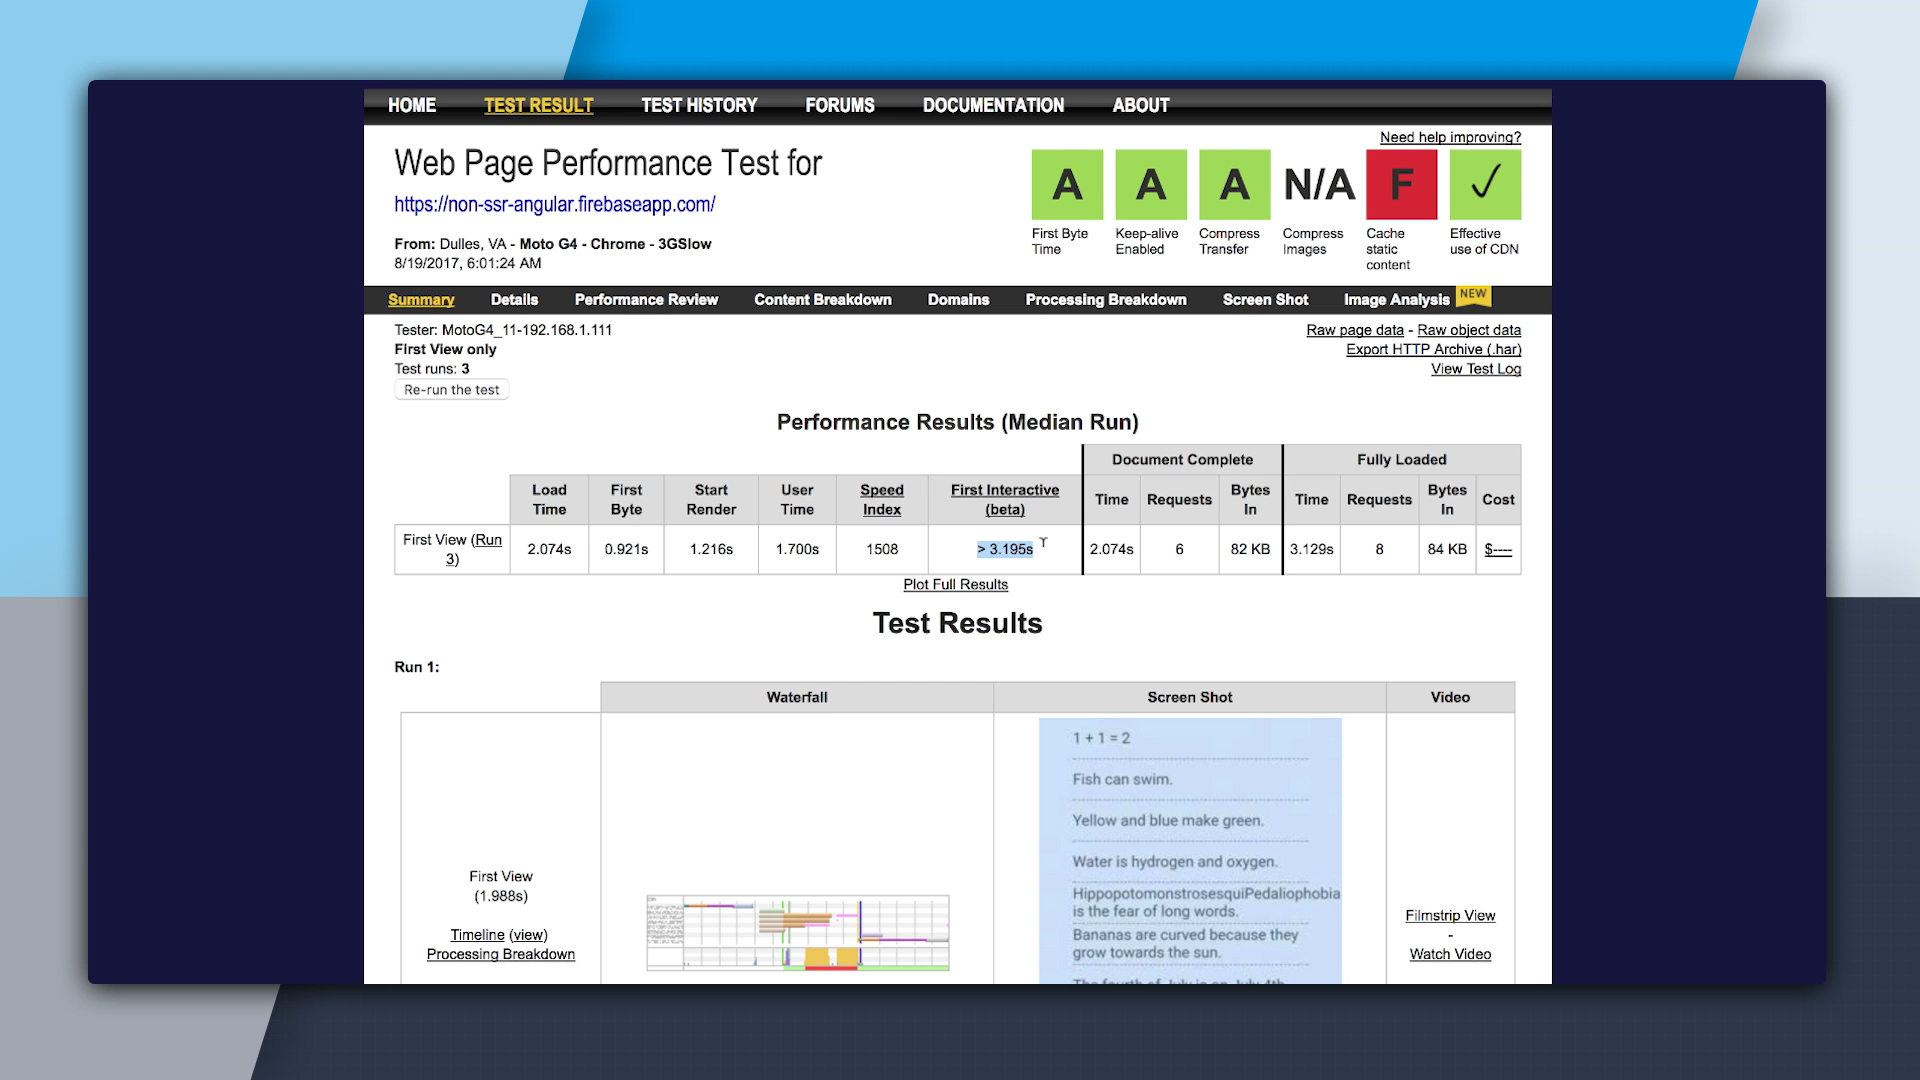 HOME TEST RESULT TEST HISTORY FORUMS DOCUMENTATION ABOUT
Need help improving?
Web Page Performance Test for
https://non-ssr-angular.firebaseapp.com/
From: Dulles, VA - Moto G4 - Chrome - 3GSlow
8/19/2017, 6:01:24 AM
A A A N/A F ✓
First Byte Time
Keep-alive Enabled
Compress Transfer
Compress Images
Cache static content
Effective use of CDN
Summary Details Performance Review Content Breakdown Domains Processing Breakdown Screen Shot Image Analysis NEW
Tester: MotoG4_11-192.168.1.111
First View only
Test runs: 3
Re-run the test
Raw page data - Raw object data
Export HTTP Archive (.har)
View Test Log
Performance Results (Median Run)
Document Complete Fully Loaded
Load Time First Byte Start Render User Time Speed Index First Interactive (beta) Time Requests Bytes In Time Requests Bytes In Cost
First View (Run 3) 2.074s 0.921s 1.216s 1.700s 1508 > 3.195s 2.074s 6 82 KB 3.129s 8 84 KB $----
Plot Full Results
Test Results
Run 1:
Waterfall Screen Shot Video
First View
(1.988s)
Timeline (view)
Processing Breakdown
1 + 1 = 2
Fish can swim.
Yellow and blue make green.
Water is hydrogen and oxygen.
HippopotomonstrosesquiPedaliophobia
is the fear of long words.
Bananas are curved because they
grow towards the sun.
The fourth of July is on July 4th
Filmstrip View
-
Watch Video